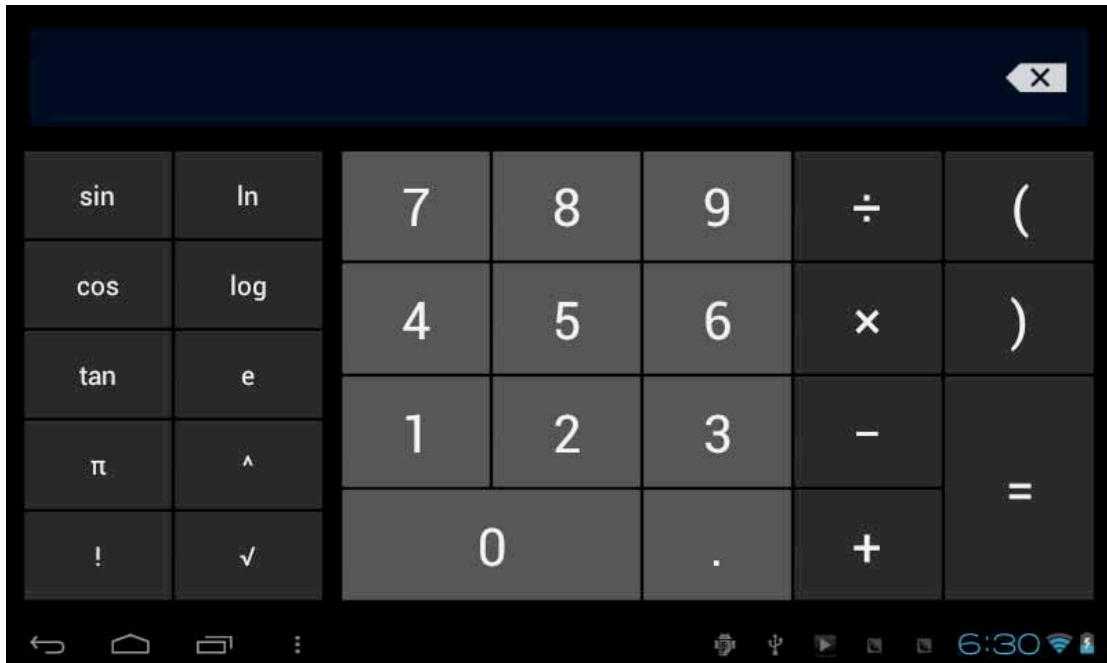 sin ln 7 8 9 ÷ (
cos log 4 5 6 × )
tan e 1 2 3 −
π ^ =
! √ 0 . +
6:30